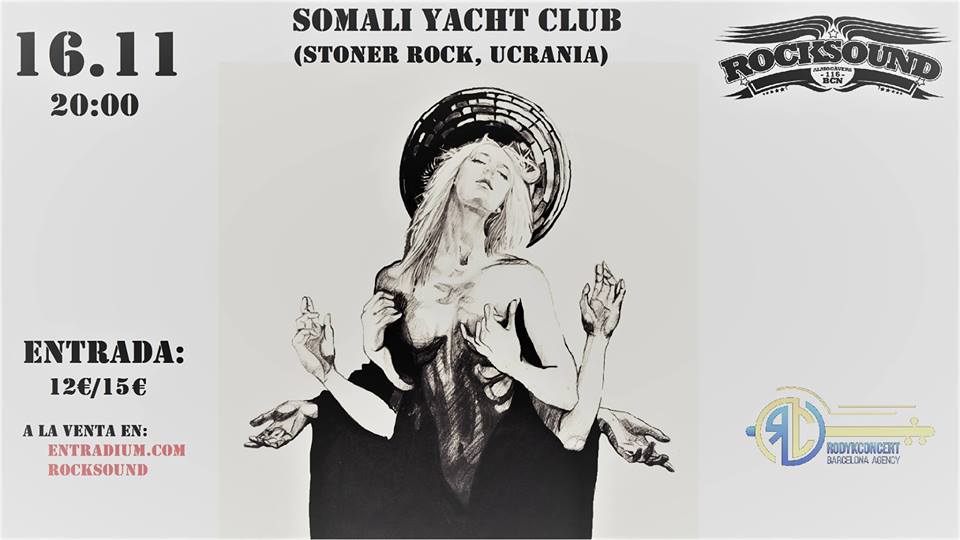 16.11
20:00
SOMALI YACHT CLUB
(STONER ROCK, UCRANIA)
ROCKSOUND
ALMOGÀVERS
-116-
BCN
ENTRADA:
12€/15€
A LA VENTA EN:
ENTRADIUM.COM
ROCKSOUND
RODYKCONCERT
BARCELONA AGENCY